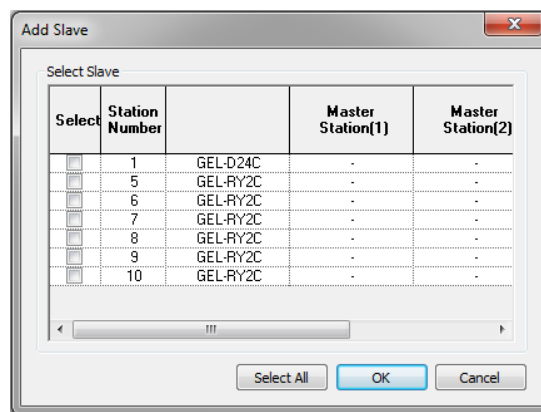 Add Slave
Select Slave
Select Station Number Master Station(1) Master Station(2)
1 GEL-D24C - -
5 GEL-RY2C - -
6 GEL-RY2C - -
7 GEL-RY2C - -
8 GEL-RY2C - -
9 GEL-RY2C - -
10 GEL-RY2C - -
Select All OK Cancel